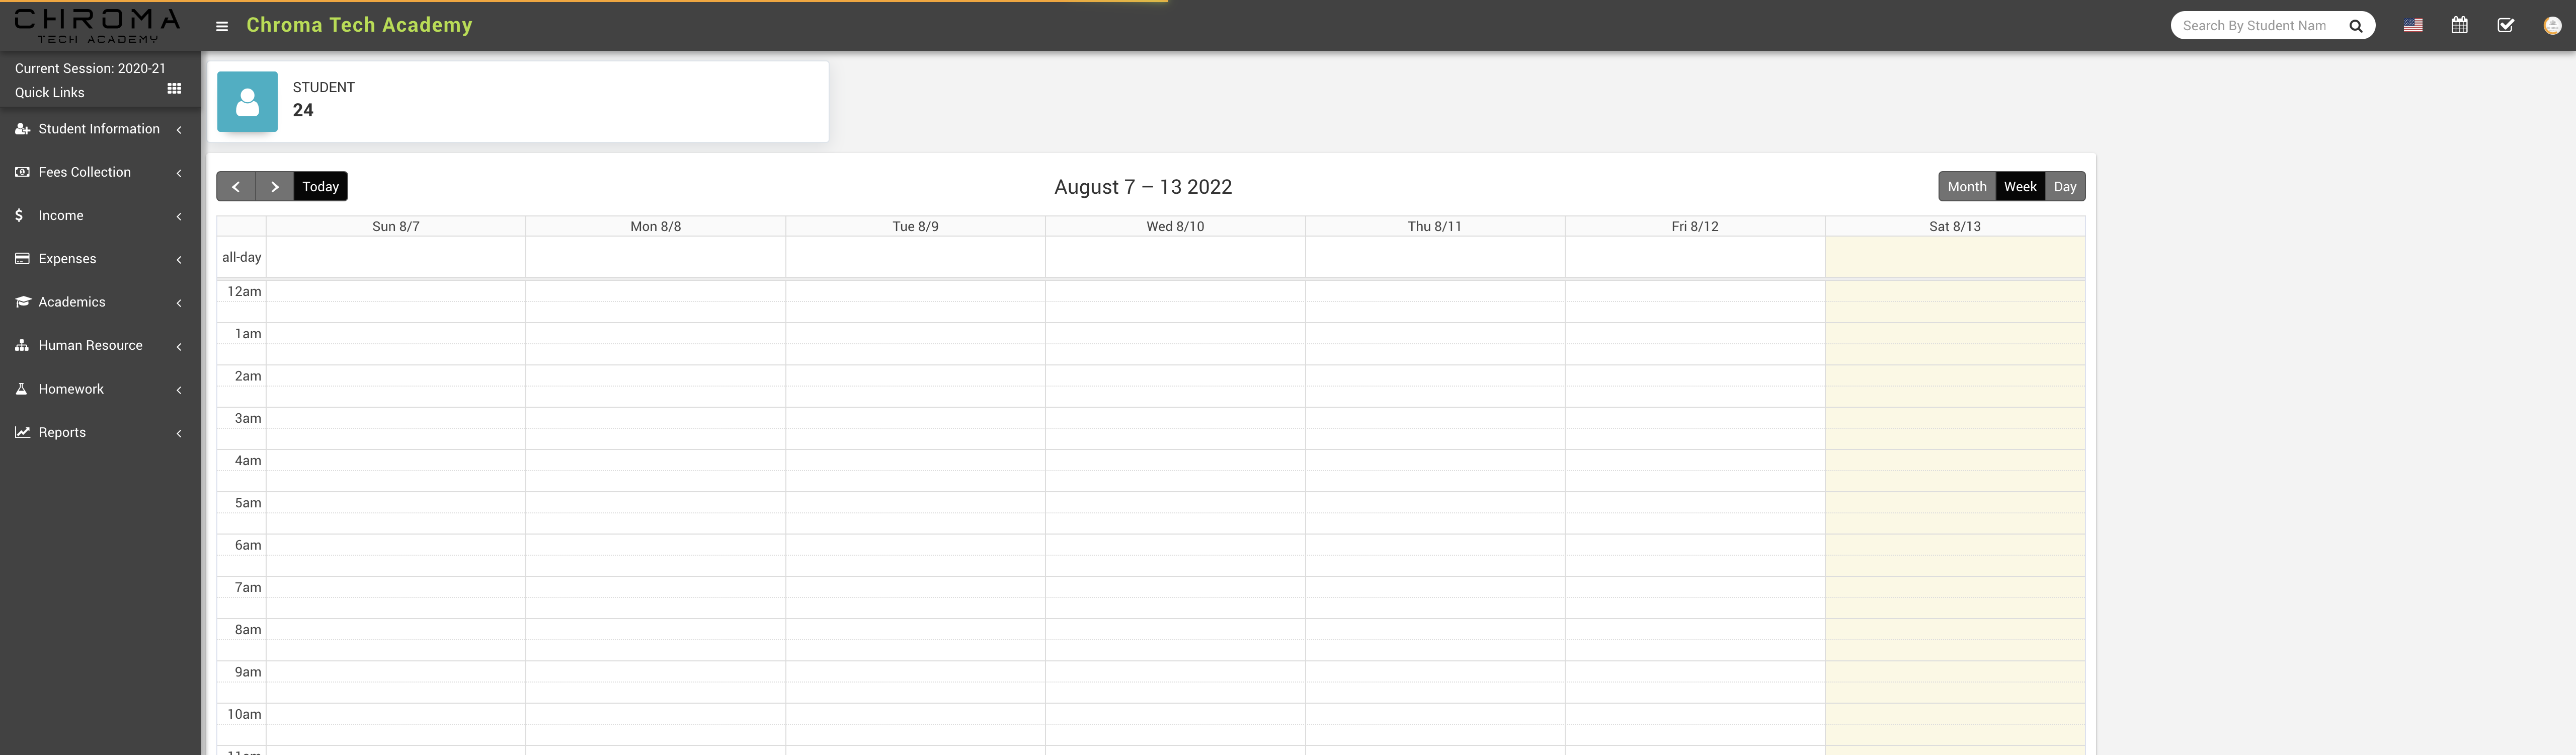 CHROMA
TECH ACADEMY
Chroma Tech Academy
Search By Student Nam
Current Session: 2020-21
Quick Links
Student Information
Fees Collection
Income
Expenses
Academics
Human Resource
Homework
Reports
STUDENT
24
Today
August 7 – 13 2022
Month Week Day
Sun 8/7 Mon 8/8 Tue 8/9 Wed 8/10 Thu 8/11 Fri 8/12 Sat 8/13
all-day
12am
1am
2am
3am
4am
5am
6am
7am
8am
9am
10am